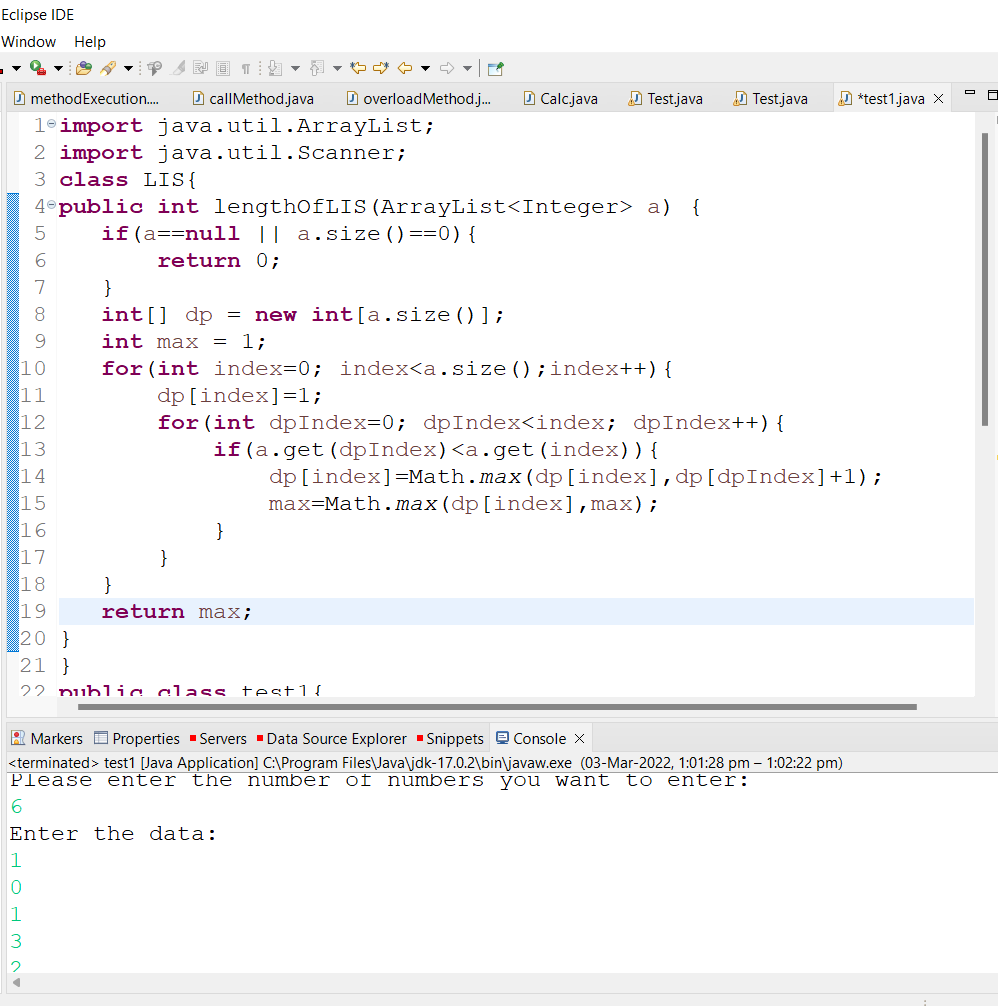 Eclipse IDE
Window Help
methodExecution.... callMethod.java overloadMethod.j... Calc.java Test.java Test.java *test1.java
1 import java.util.ArrayList;
2 import java.util.Scanner;
3 class LIS{
4 public int lengthOfLIS(ArrayList<Integer> a) {
5 if(a==null || a.size()==0){
6 return 0;
7 }
8 int[] dp = new int[a.size()];
9 int max = 1;
10 for(int index=0; index<a.size();index++){
11 dp[index]=1;
12 for(int dpIndex=0; dpIndex<index; dpIndex++){
13 if(a.get(dpIndex)<a.get(index)){
14 dp[index]=Math.max(dp[index],dp[dpIndex]+1);
15 max=Math.max(dp[index],max);
16 }
17 }
18 }
19 return max;
20 }
21 }
22 public class test1{
Markers Properties Servers Data Source Explorer Snippets Console
<terminated> test1 [Java Application] C:\Program Files\Java\jdk-17.0.2\bin\javaw.exe (03-Mar-2022, 1:01:28 pm – 1:02:22 pm)
Please enter the number of numbers you want to enter:
6
Enter the data:
1
0
1
3
2